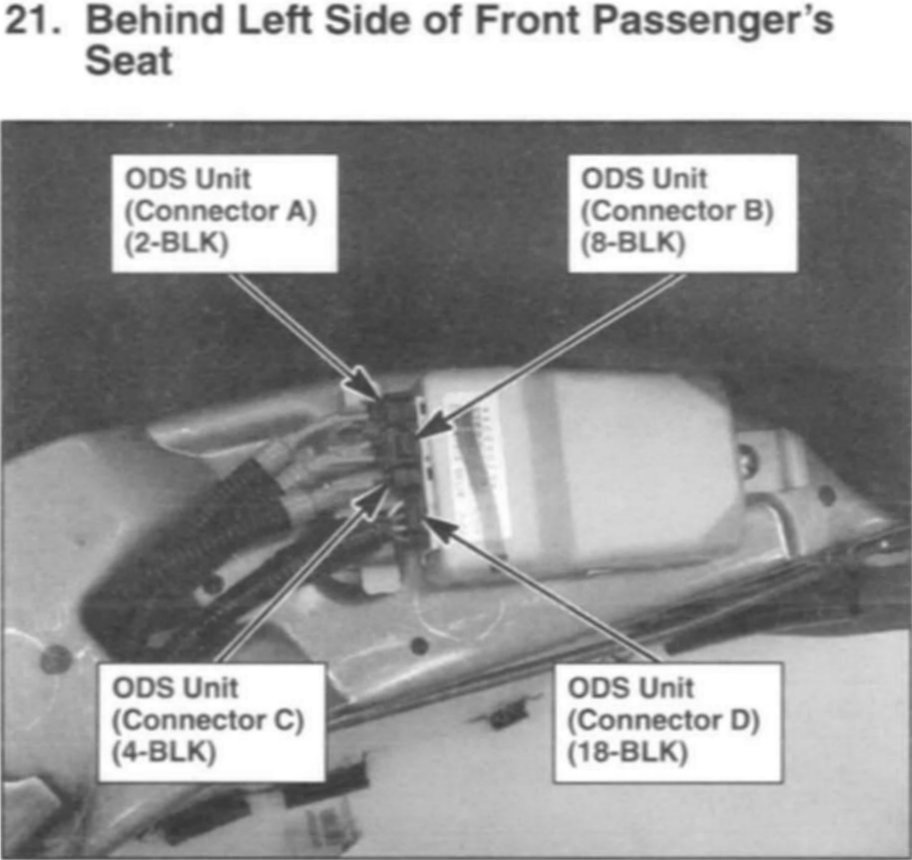 21. Behind Left Side of Front Passenger's
Seat
ODS Unit
(Connector A)
(2-BLK)
ODS Unit
(Connector B)
(8-BLK)
ODS Unit
(Connector C)
(4-BLK)
ODS Unit
(Connector D)
(18-BLK)